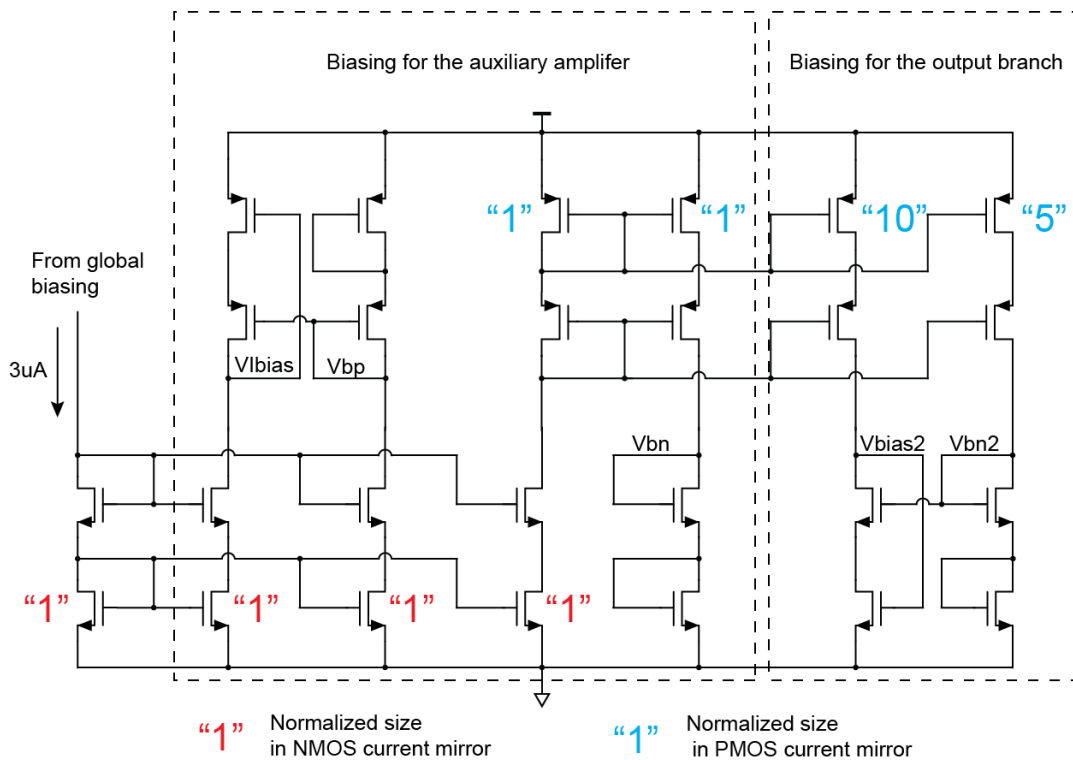 Biasing for the auxiliary amplifer
Biasing for the output branch
“1”
“1”
“10”
“5”
From global
biasing
3uA
VIbias
Vbp
Vbn
Vbias2
Vbn2
“1”
“1”
“1”
“1”
“1”
Normalized size
in NMOS current mirror
“1”
Normalized size
in PMOS current mirror